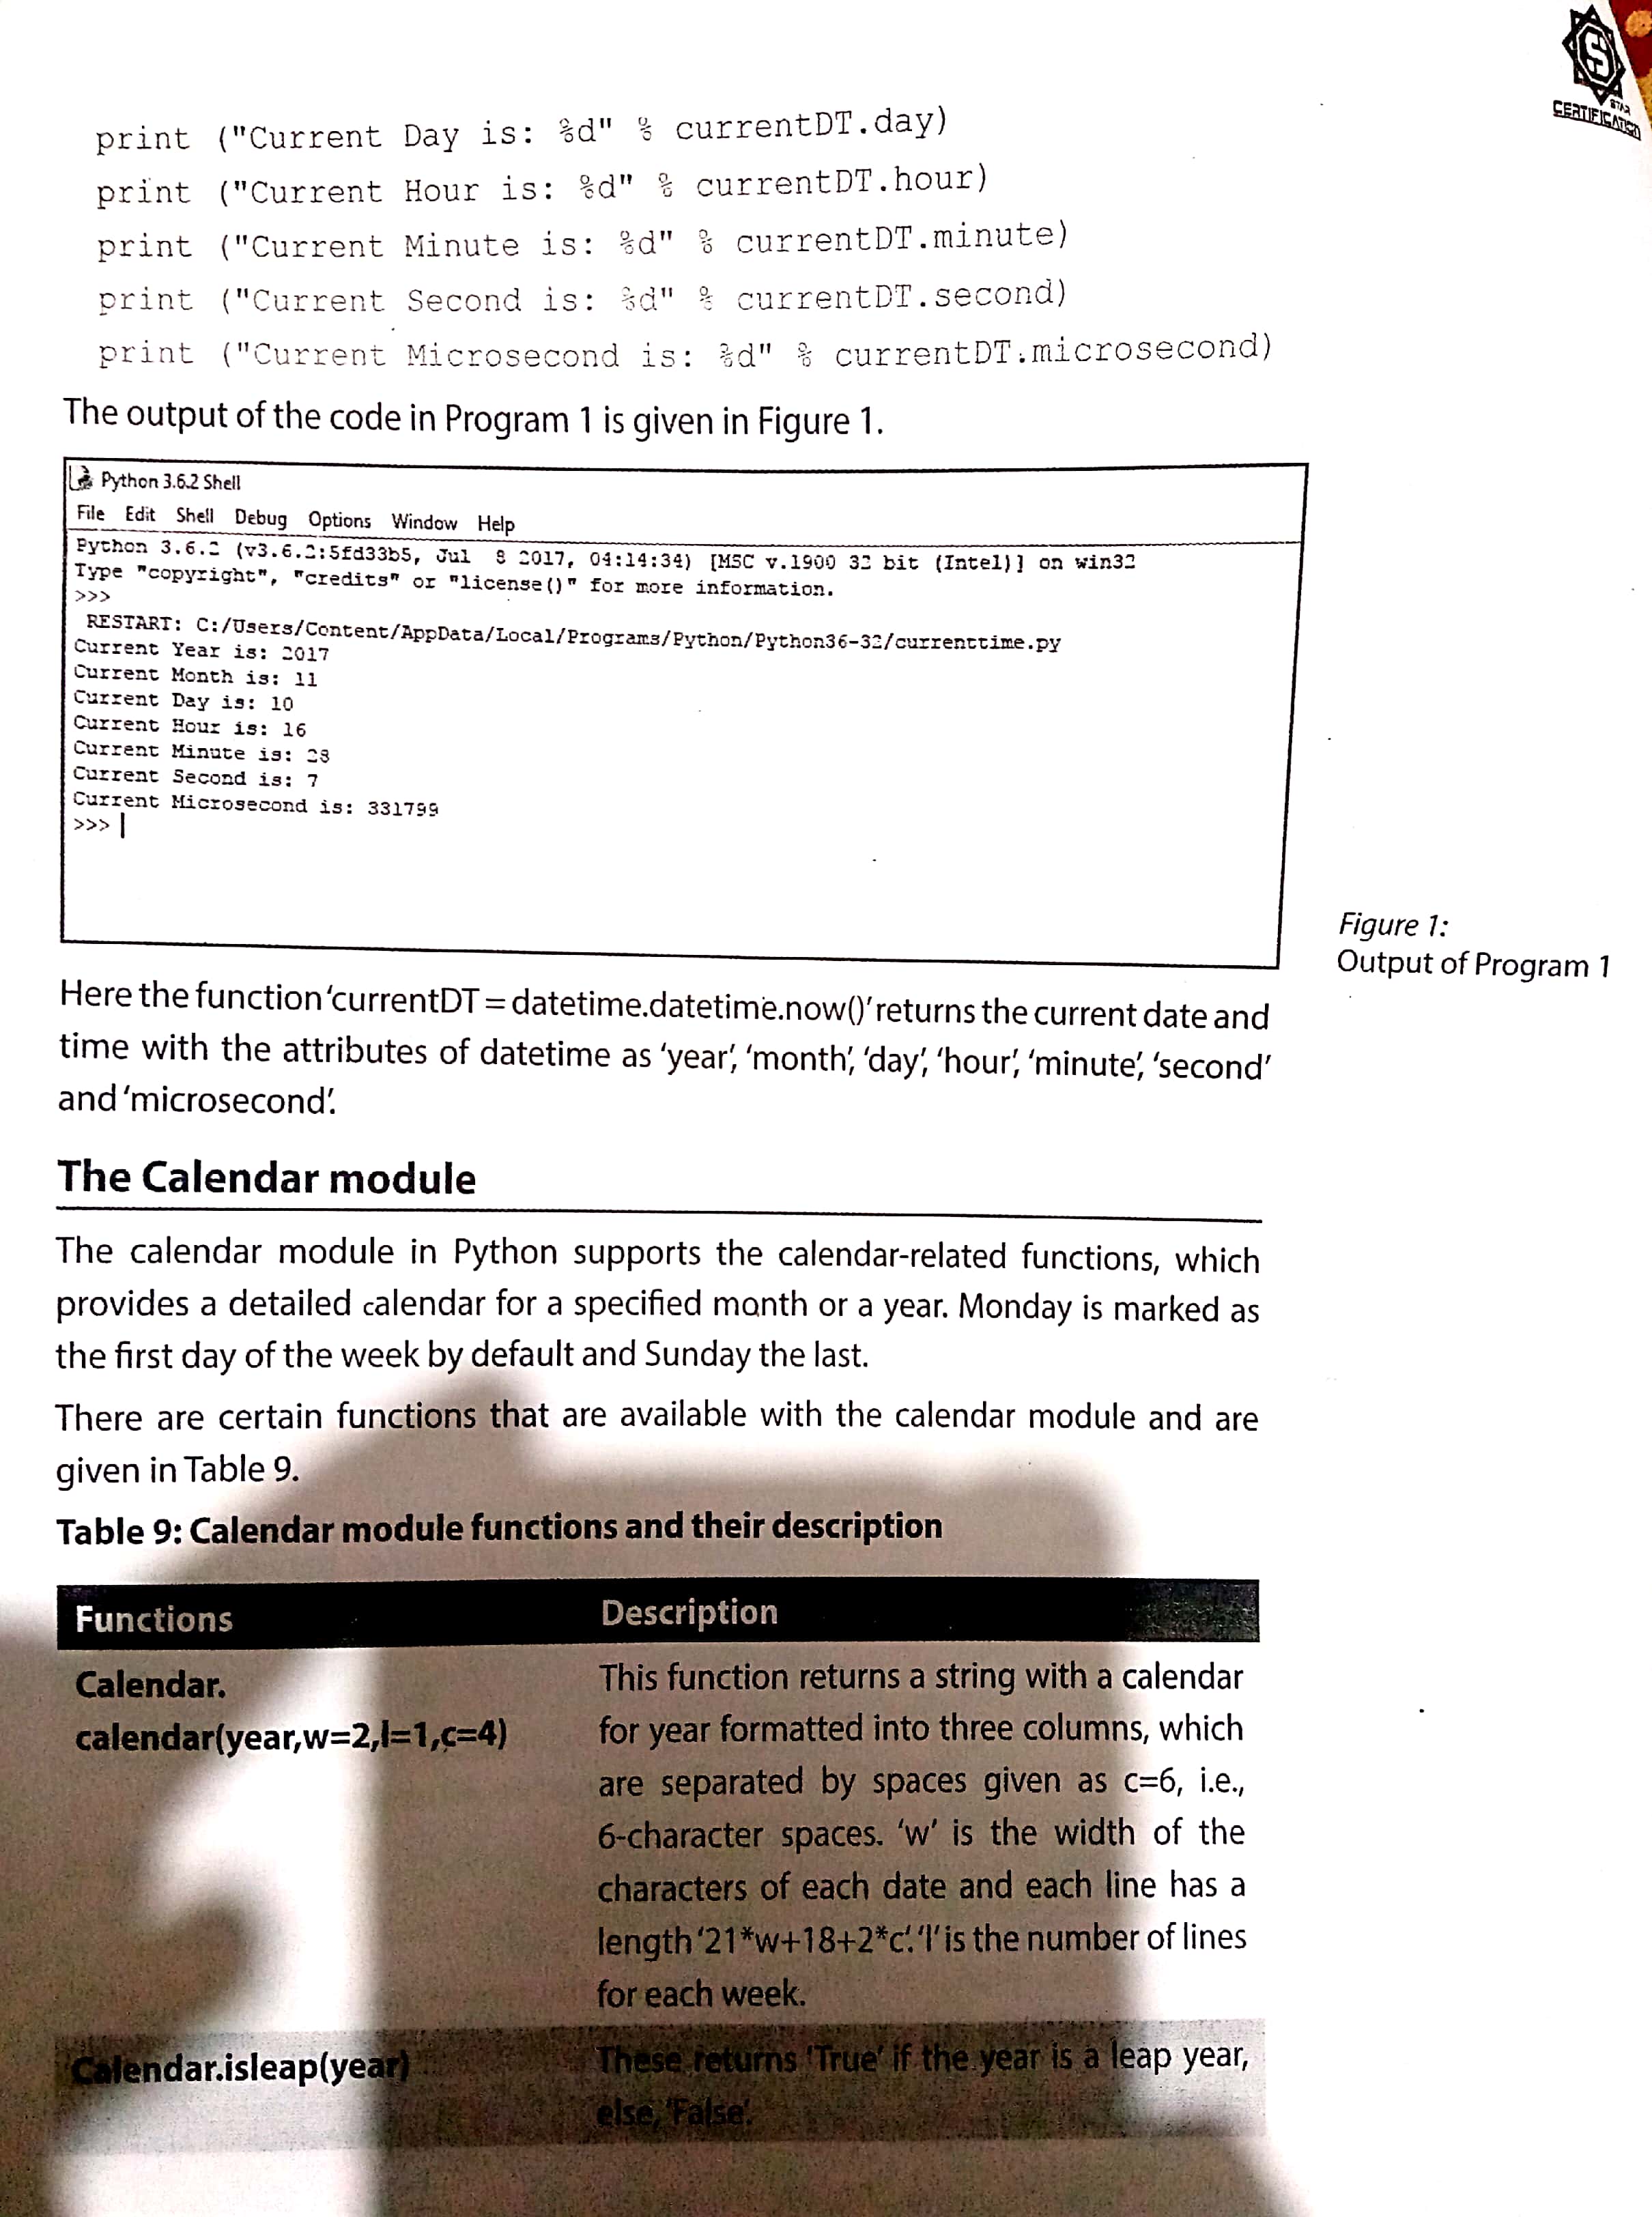 STAR
CERTIFICATION
print ("Current Day is: %d" % currentDT.day)
print ("Current Hour is: %d" % currentDT.hour)
print ("Current Minute is: %d" % currentDT.minute)
print ("Current Second is: %d" % currentDT.second)
print ("Current Microsecond is: %d" % currentDT.microsecond)
The output of the code in Program 1 is given in Figure 1.
Python 3.6.2 Shell
File Edit Shell Debug Options Window Help
Python 3.6.2 (v3.6.2:5fd33b5, Jul 8 2017, 04:14:34) [MSC v.1900 32 bit (Intel)] on win32
Type "copyright", "credits" or "license()" for more information.
>>>
RESTART: C:/Users/Content/AppData/Local/Programs/Python/Python36-32/currenttime.py
Current Year is: 2017
Current Month is: 11
Current Day is: 10
Current Hour is: 16
Current Minute is: 28
Current Second is: 7
Current Microsecond is: 331799
>>>
Figure 1:
Output of Program 1
Here the function 'currentDT = datetime.datetime.now()' returns the current date and
time with the attributes of datetime as 'year', 'month', 'day', 'hour', 'minute', 'second'
and 'microsecond'.
The Calendar module
The calendar module in Python supports the calendar-related functions, which
provides a detailed calendar for a specified month or a year. Monday is marked as
the first day of the week by default and Sunday the last.
There are certain functions that are available with the calendar module and are
given in Table 9.
Table 9: Calendar module functions and their description
Functions Description
Calendar.
calendar(year,w=2,l=1,c=4)
This function returns a string with a calendar
for year formatted into three columns, which
are separated by spaces given as c=6, i.e.,
6-character spaces. 'w' is the width of the
characters of each date and each line has a
length '21*w+18+2*c'. 'l' is the number of lines
for each week.
Calendar.isleap(year)
These returns 'True' if the year is a leap year,
else, 'False'.